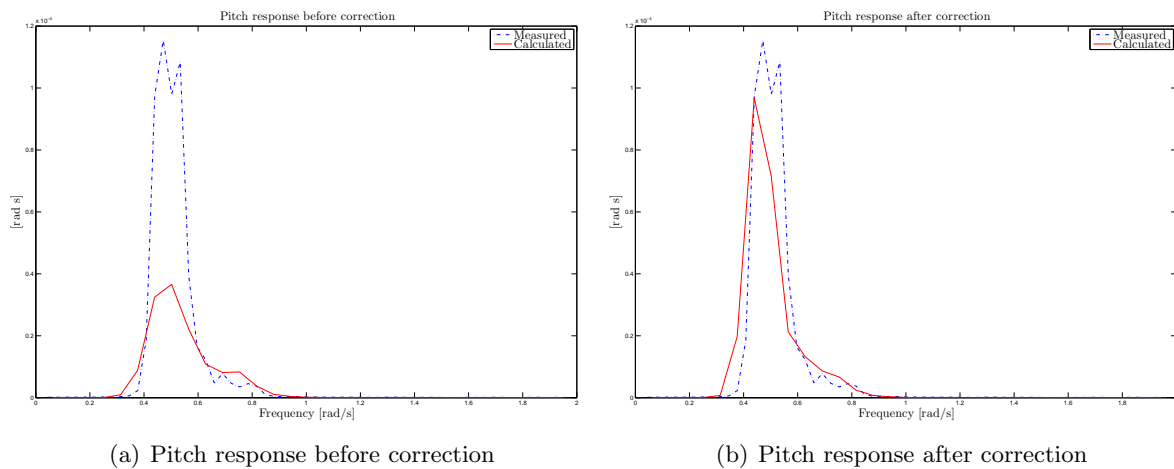 Pitch response before correction
x 10⁻⁴
1.2
1
0.8
0.6
0.4
0.2
0
[rad s]
Measured
Calculated
0 0.2 0.4 0.6 0.8 1 1.2 1.4 1.6 1.8 2
Frequency [rad/s]
(a) Pitch response before correction
Pitch response after correction
1.2
1
0.8
0.6
0.4
0.2
0
[rad s]
Measured
Calculated
0 0.2 0.4 0.6 0.8 1 1.2 1.4 1.6 1.8
Frequency [rad/s]
(b) Pitch response after correction